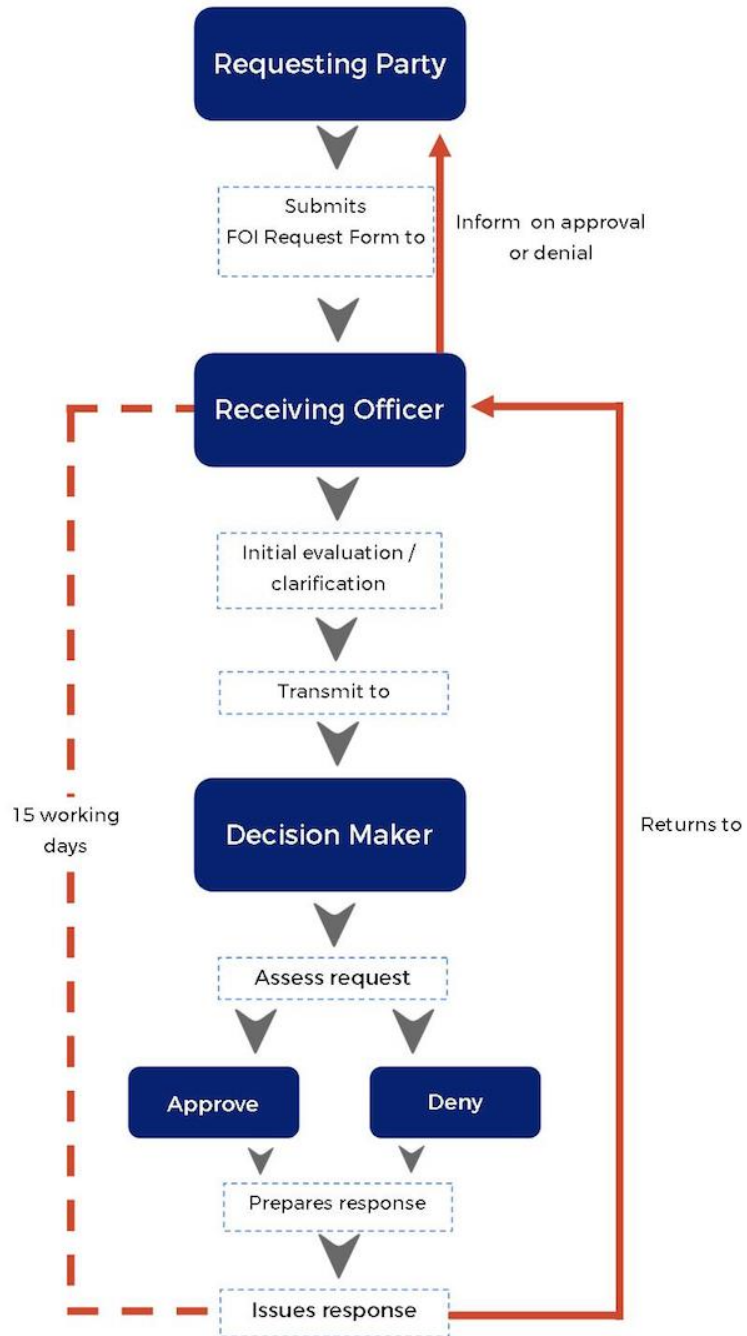 Requesting Party
Submits
FOI Request Form to
Inform on approval
or denial
Receiving Officer
Initial evaluation /
clarification
Transmit to
15 working
days
Decision Maker
Returns to
Assess request
Approve
Deny
Prepares response
Issues response